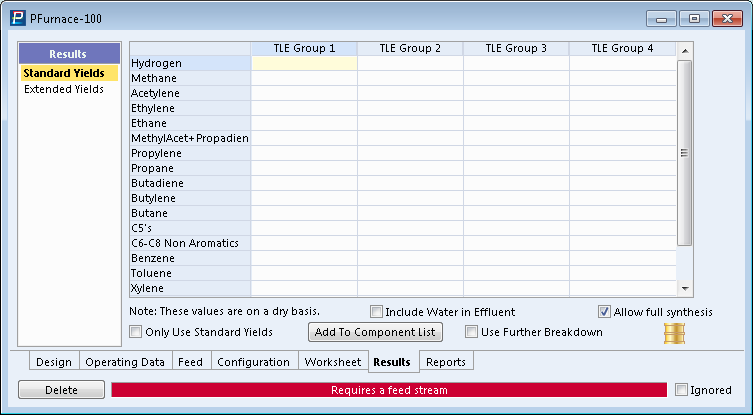 PFurnace-100
Results
Standard Yields
Extended Yields
TLE Group 1 TLE Group 2 TLE Group 3 TLE Group 4
Hydrogen
Methane
Acetylene
Ethylene
Ethane
MethylAcet+Propadien
Propylene
Propane
Butadiene
Butylene
Butane
C5's
C6-C8 Non Aromatics
Benzene
Toluene
Xylene
Note: These values are on a dry basis. Include Water in Effluent Allow full synthesis
Only Use Standard Yields Add To Component List Use Further Breakdown
Design Operating Data Feed Configuration Worksheet Results Reports
Delete Requires a feed stream Ignored